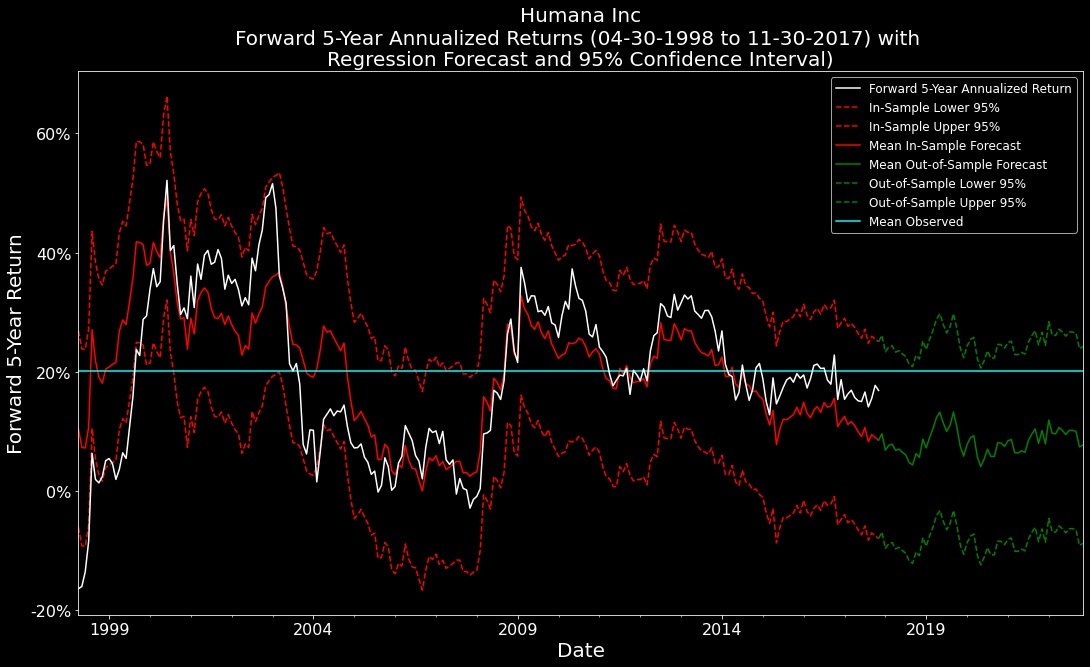 Humana Inc
Forward 5-Year Annualized Returns (04-30-1998 to 11-30-2017) with
Regression Forecast and 95% Confidence Interval)
Forward 5-Year Annualized Return
In-Sample Lower 95%
In-Sample Upper 95%
Mean In-Sample Forecast
Mean Out-of-Sample Forecast
Out-of-Sample Lower 95%
Out-of-Sample Upper 95%
Mean Observed
Forward 5-Year Return
60%
40%
20%
0%
-20%
1999
2004
2009
2014
2019
Date